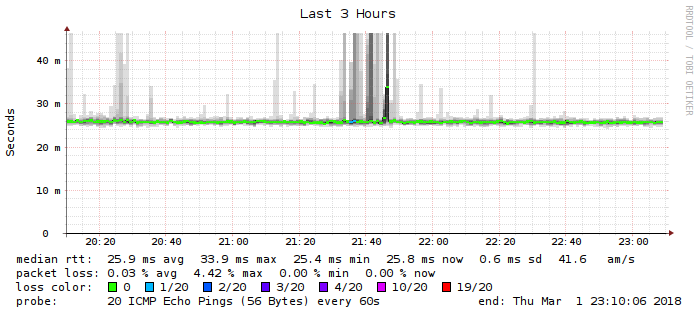 Last 3 Hours
RRDTOOL / TOBI OETIKER
Seconds
40 m
30 m
20 m
10 m
0
20:20 20:40 21:00 21:20 21:40 22:00 22:20 22:40 23:00
median rtt: 25.9 ms avg 33.9 ms max 25.4 ms min 25.8 ms now 0.6 ms sd 41.6 am/s
packet loss: 0.03 % avg 4.42 % max 0.00 % min 0.00 % now
loss color: 0 1/20 2/20 3/20 4/20 10/20 19/20
probe: 20 ICMP Echo Pings (56 Bytes) every 60s end: Thu Mar 1 23:10:06 2018